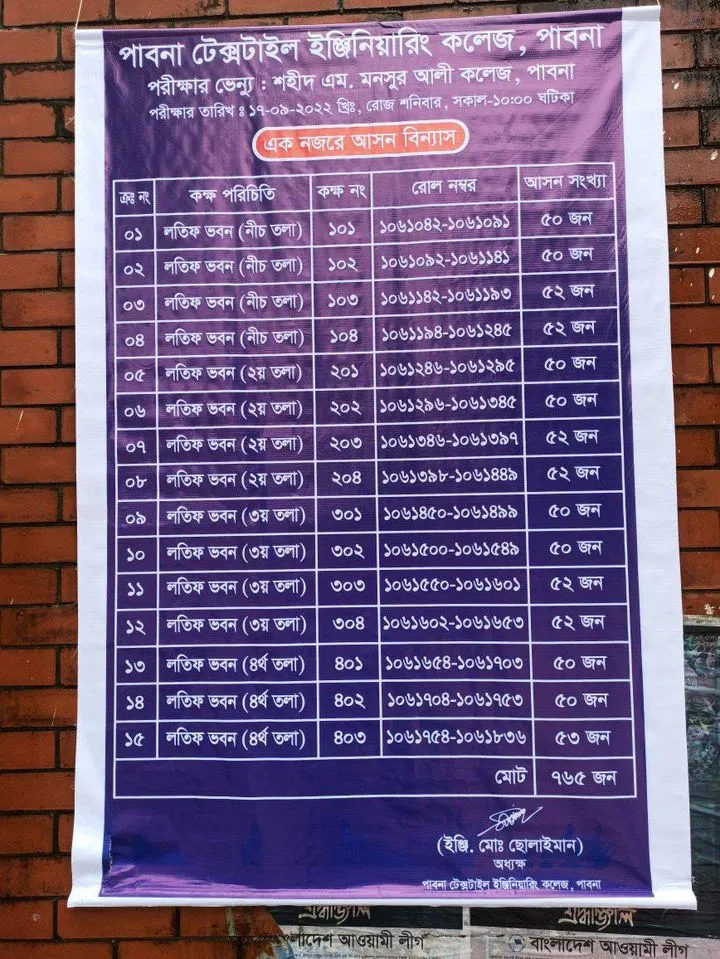 পাবনা টেক্সটাইল ইঞ্জিনিয়ারিং কলেজ, পাবনা
পরীক্ষার ভেন্যু : শহীদ এম. মনসুর আলী কলেজ, পাবনা
পরীক্ষার তারিখ : ১৭-০৯-২০২২ খ্রিঃ, রোজ শনিবার, সকাল-১০:০০ ঘটিকা
এক নজরে আসন বিন্যাস
ক্রঃ নং কক্ষ পরিচিতি কক্ষ নং রোল নম্বর আসন সংখ্যা
০১ লতিফ ভবন (নীচ তলা) ১০১ ১০৬১০৪২-১০৬১০৯১ ৫০ জন
০২ লতিফ ভবন (নীচ তলা) ১০২ ১০৬১০৯২-১০৬১১৪১ ৫০ জন
০৩ লতিফ ভবন (নীচ তলা) ১০৩ ১০৬১১৪২-১০৬১১৯৩ ৫২ জন
০৪ লতিফ ভবন (নীচ তলা) ১০৪ ১০৬১১৯৪-১০৬১২৪৫ ৫২ জন
০৫ লতিফ ভবন (২য় তলা) ২০১ ১০৬১২৪৬-১০৬১২৯৫ ৫০ জন
০৬ লতিফ ভবন (২য় তলা) ২০২ ১০৬১২৯৬-১০৬১৩৪৫ ৫০ জন
০৭ লতিফ ভবন (২য় তলা) ২০৩ ১০৬১৩৪৬-১০৬১৩৯৭ ৫২ জন
০৮ লতিফ ভবন (২য় তলা) ২০৪ ১০৬১৩৯৮-১০৬১৪৪৯ ৫২ জন
০৯ লতিফ ভবন (৩য় তলা) ৩০১ ১০৬১৪৫০-১০৬১৪৯৯ ৫০ জন
১০ লতিফ ভবন (৩য় তলা) ৩০২ ১০৬১৫০০-১০৬১৫৪৯ ৫০ জন
১১ লতিফ ভবন (৩য় তলা) ৩০৩ ১০৬১৫৫০-১০৬১৬০১ ৫২ জন
১২ লতিফ ভবন (৩য় তলা) ৩০৪ ১০৬১৬০২-১০৬১৬৫৩ ৫২ জন
১৩ লতিফ ভবন (৪র্থ তলা) ৪০১ ১০৬১৬৫৪-১০৬১৭০৩ ৫০ জন
১৪ লতিফ ভবন (৪র্থ তলা) ৪০২ ১০৬১৭০৪-১০৬১৭৫৩ ৫০ জন
১৫ লতিফ ভবন (৪র্থ তলা) ৪০৩ ১০৬১৭৫৪-১০৬১৮৩৬ ৫৩ জন
মোট ৭৬৫ জন
(ইঞ্জি. মোঃ ছোলাইমান)
অধ্যক্ষ
পাবনা টেক্সটাইল ইঞ্জিনিয়ারিং কলেজ, পাবনা
শ্রদ্ধাঞ্জলি শ্রদ্ধাঞ্জলি
বাংলাদেশ আওয়ামী লীগ বাংলাদেশ আওয়ামী লীগ